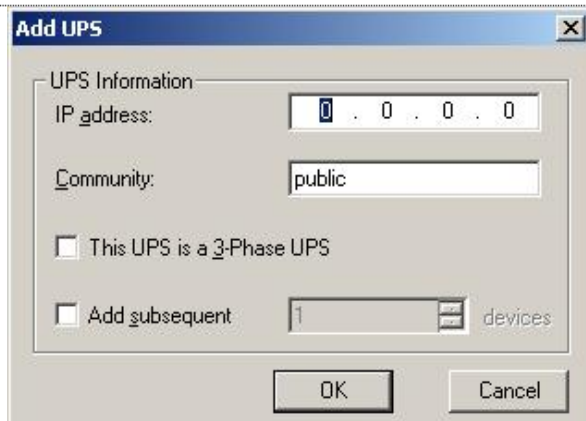 Add UPS
UPS Information
IP address: 0 . 0 . 0 . 0
Community: public
This UPS is a 3-Phase UPS
Add subsequent 1 devices
OK Cancel